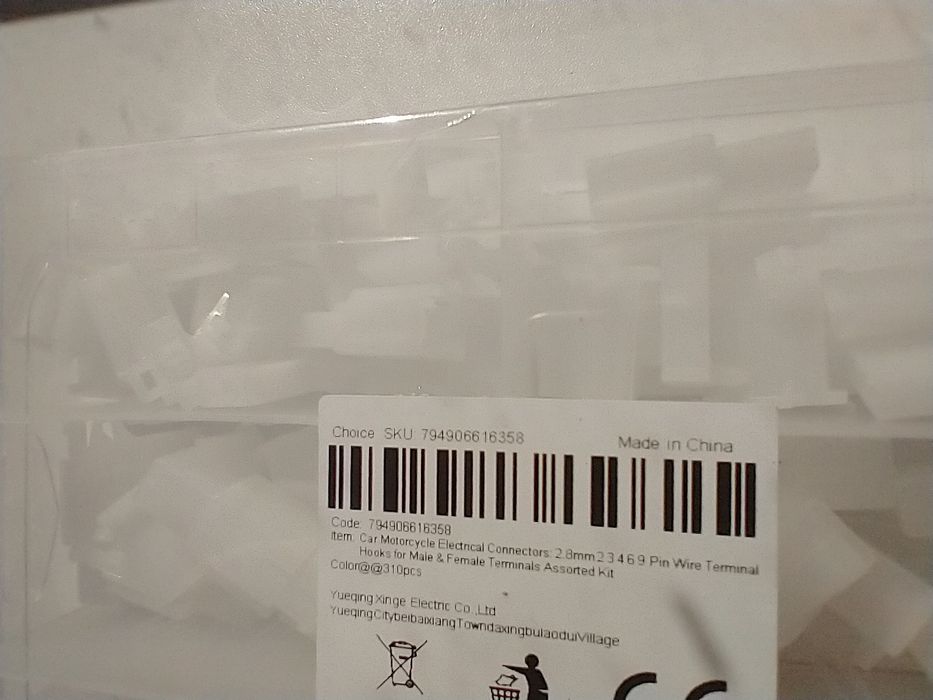 Choice SKU: 794906616358
Made in China
Code: 794906616358
Item: Car Motorcycle Electrical Connectors: 2.8mm 2 3 4 6 9 Pin Wire Terminal
Hooks for Male & Female Terminals Assorted Kit
Color@@310pcs
Yueqing Xinge Electric Co.,Ltd
YueqingCitybeibaixiangTowndaxingbulaoduiVillage
CE